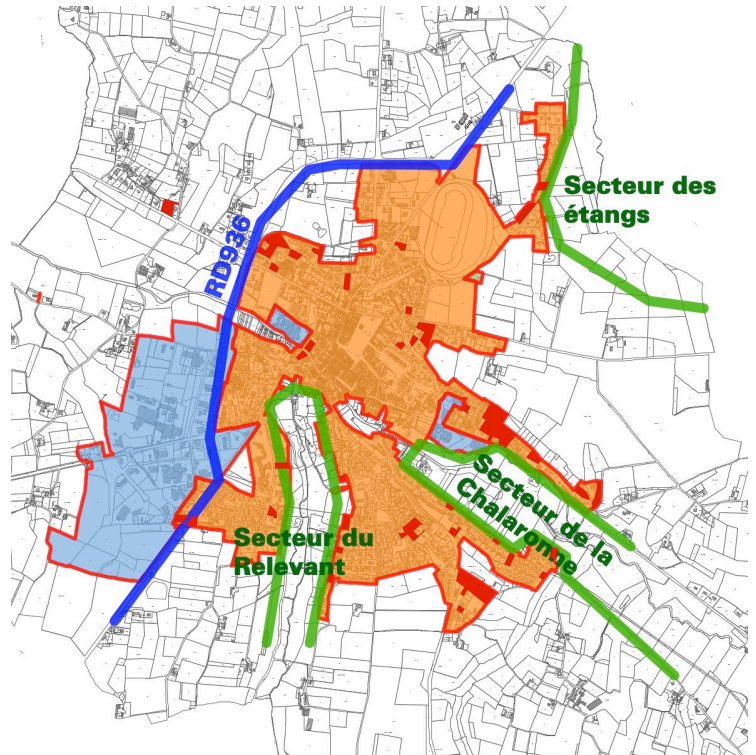 Secteur des
étangs
RD936
Secteur de la
Chalaronne
Secteur du
Relevant